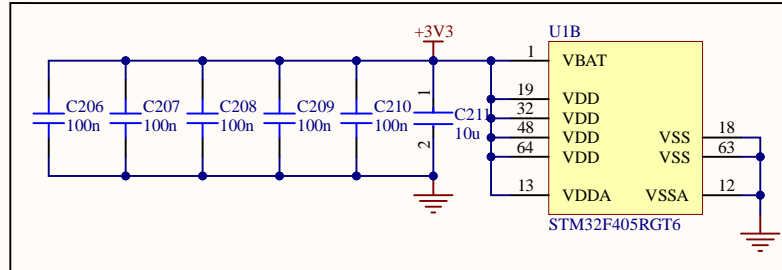 +3V3
U1B
1 VBAT
19 VDD
32 VDD
48 VDD VSS 18
64 VDD VSS 63
13 VDDA VSSA 12
STM32F405RGT6
C206 100n
C207 100n
C208 100n
C209 100n
C210 100n
1
C211
10u
2